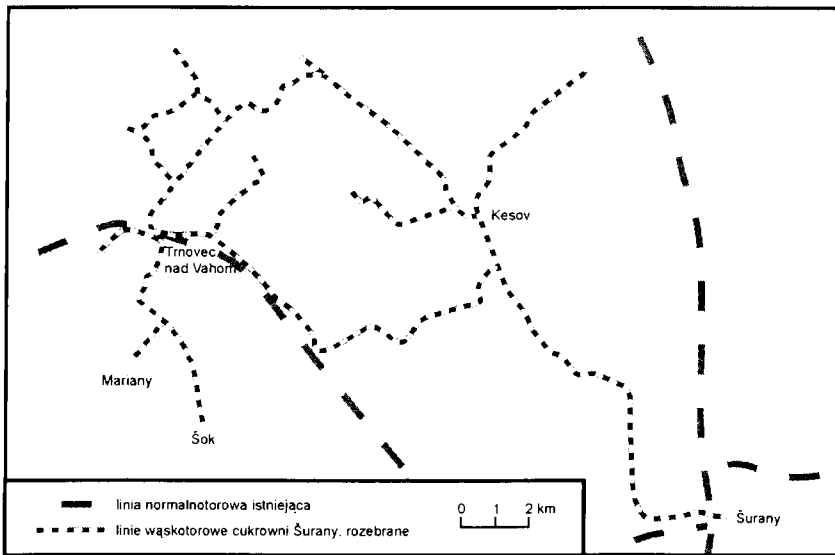 Kesov
Trnovec
nad Vahom
Mariany
Šok
linia normalnotorowa istniejąca
linie wąskotorowe cukrowni Šurany, rozebrane
0 1 2 km
Šurany